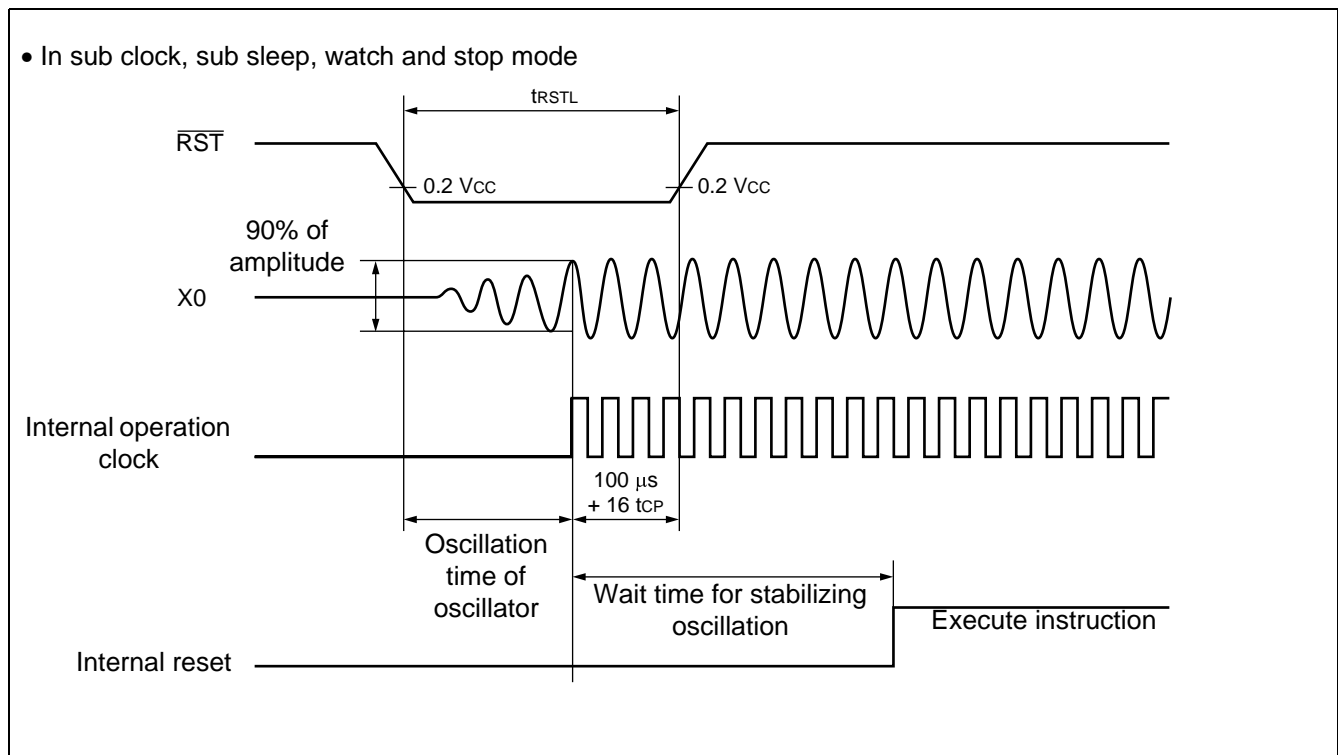 • In sub clock, sub sleep, watch and stop mode
tRSTL
RST
0.2 VCC
0.2 VCC
90% of
amplitude
X0
Internal operation
clock
100 μs
+ 16 tCP
Oscillation
time of
oscillator
Wait time for stabilizing
oscillation
Execute instruction
Internal reset